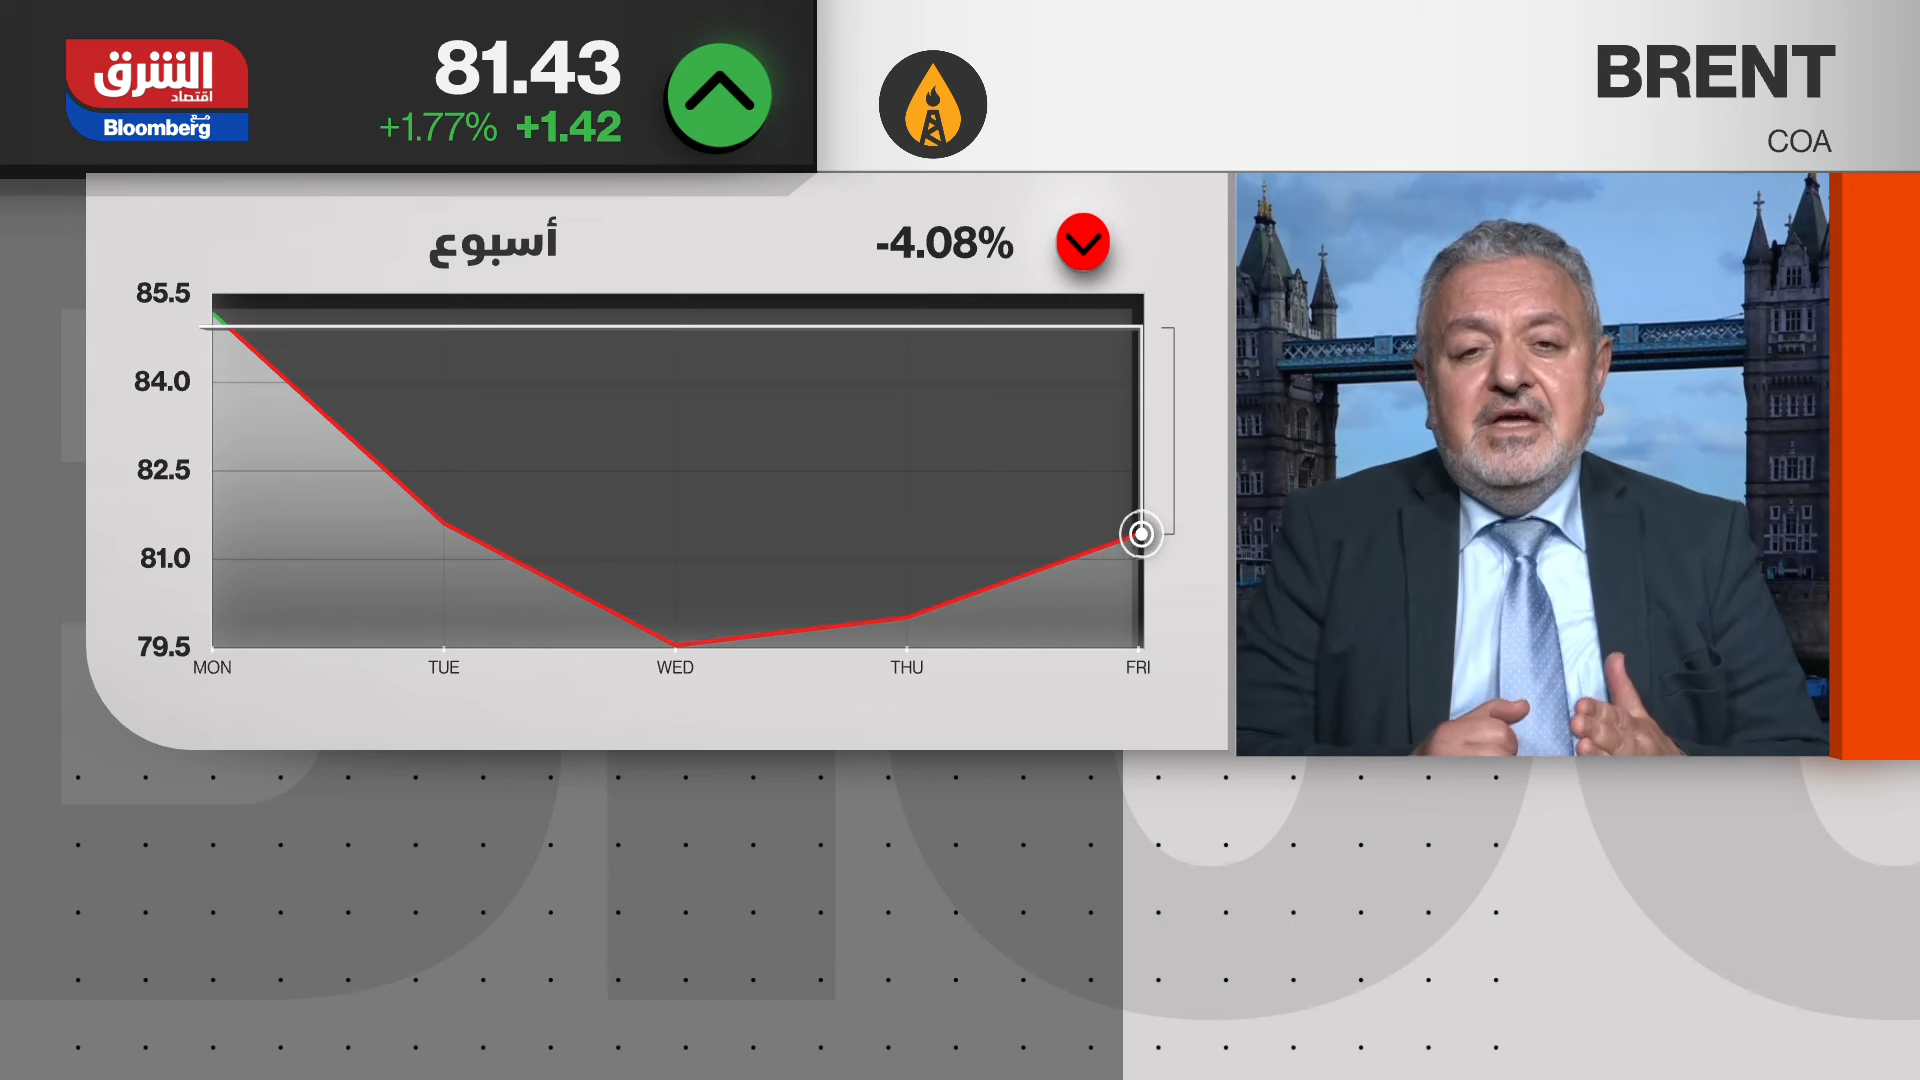 الشرق
اقتصاد
مع
Bloomberg
81.43
+1.77% +1.42
BRENT
COA
أسبوع
-4.08%
85.5
84.0
82.5
81.0
79.5
MON TUE WED THU FRI